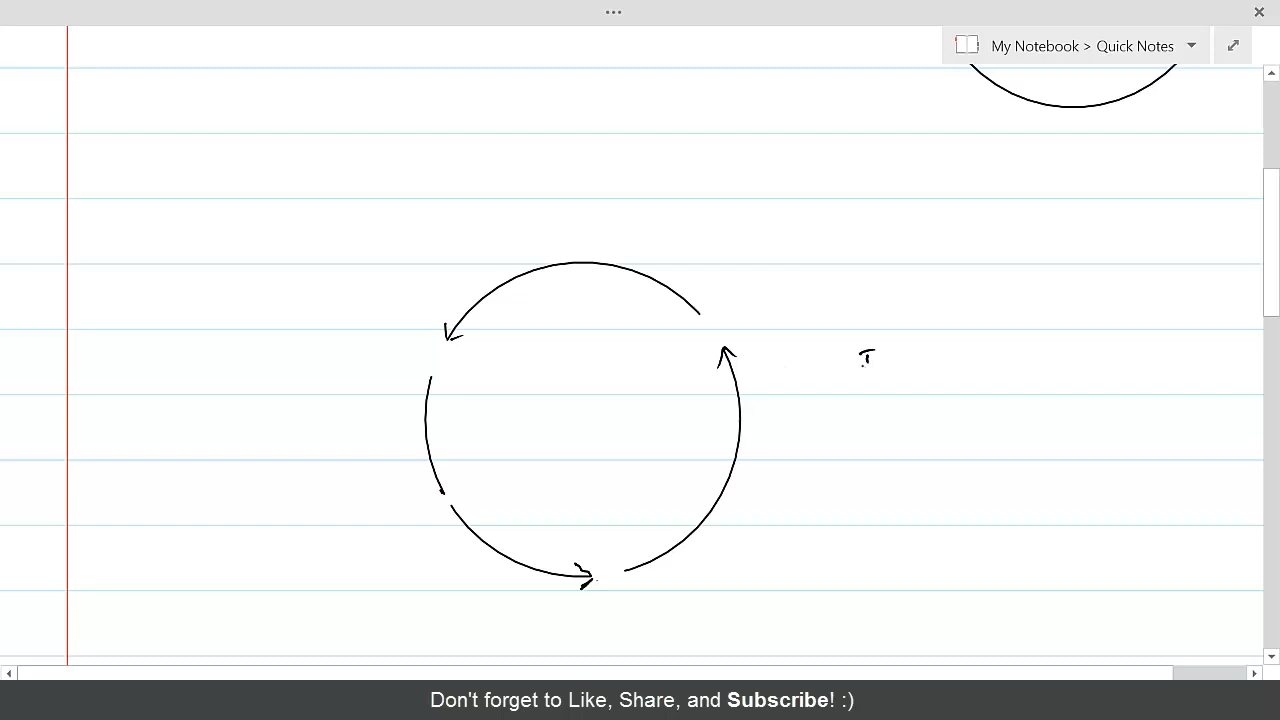 My Notebook > Quick Notes
Don't forget to Like, Share, and Subscribe! :)